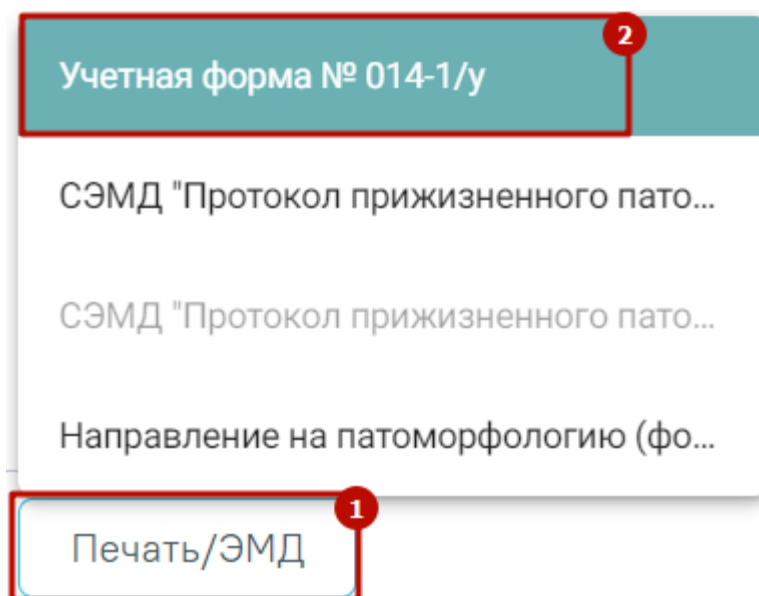 2
Учетная форма № 014-1/у
СЭМД "Протокол прижизненного пато...
СЭМД "Протокол прижизненного пато...
Направление на патоморфологию (фо...
1
Печать/ЭМД